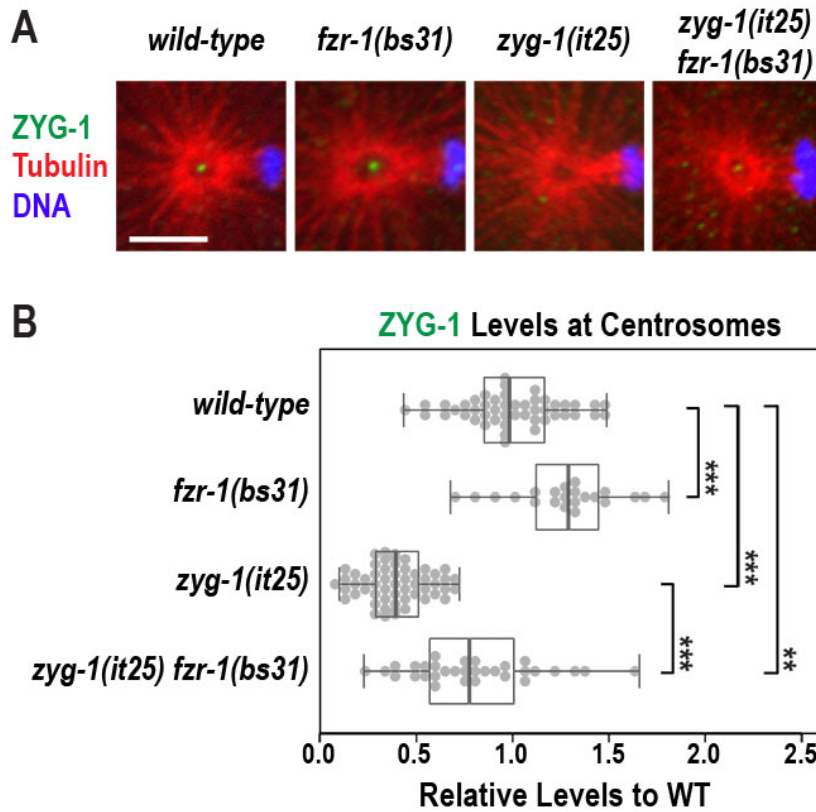 A
wild-type
fzr-1(bs31)
zyg-1(it25)
zyg-1(it25)
fzr-1(bs31)
ZYG-1
Tubulin
DNA
B
ZYG-1 Levels at Centrosomes
wild-type
fzr-1(bs31)
zyg-1(it25)
zyg-1(it25) fzr-1(bs31)
***
***
***
**
0.0 0.5 1.0 1.5 2.0 2.5
Relative Levels to WT